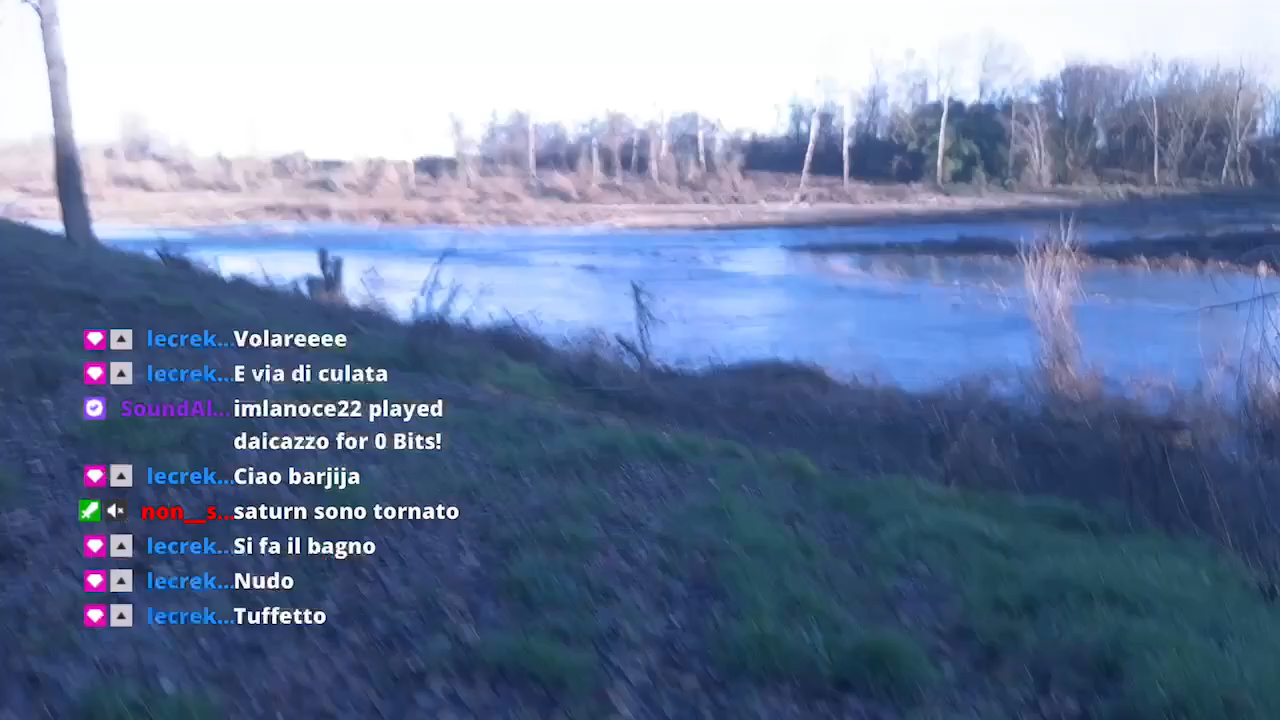 lecrek... Volareeee
lecrek... E via di culata
SoundAl... imlanoce22 played
daicazzo for 0 Bits!
lecrek... Ciao barjija
non__s... saturn sono tornato
lecrek... Si fa il bagno
lecrek... Nudo
lecrek... Tuffetto